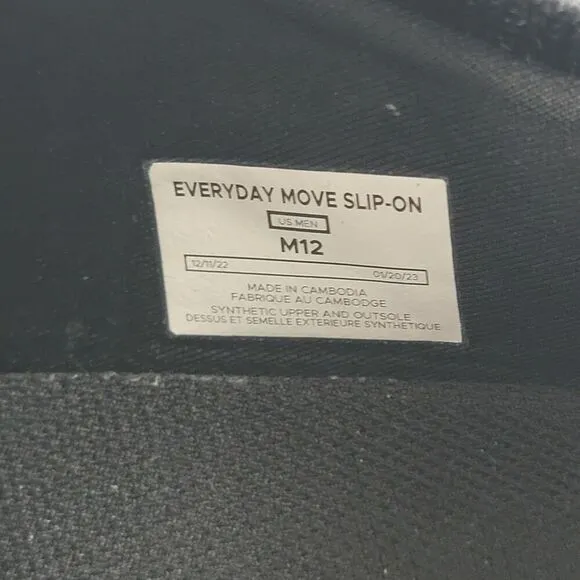 EVERYDAY MOVE SLIP-ON
US MEN
M12
12/11/22 01/20/23
MADE IN CAMBODIA
FABRIQUE AU CAMBODGE
SYNTHETIC UPPER AND OUTSOLE
DESSUS ET SEMELLE EXTERIEURE SYNTHETIQUE